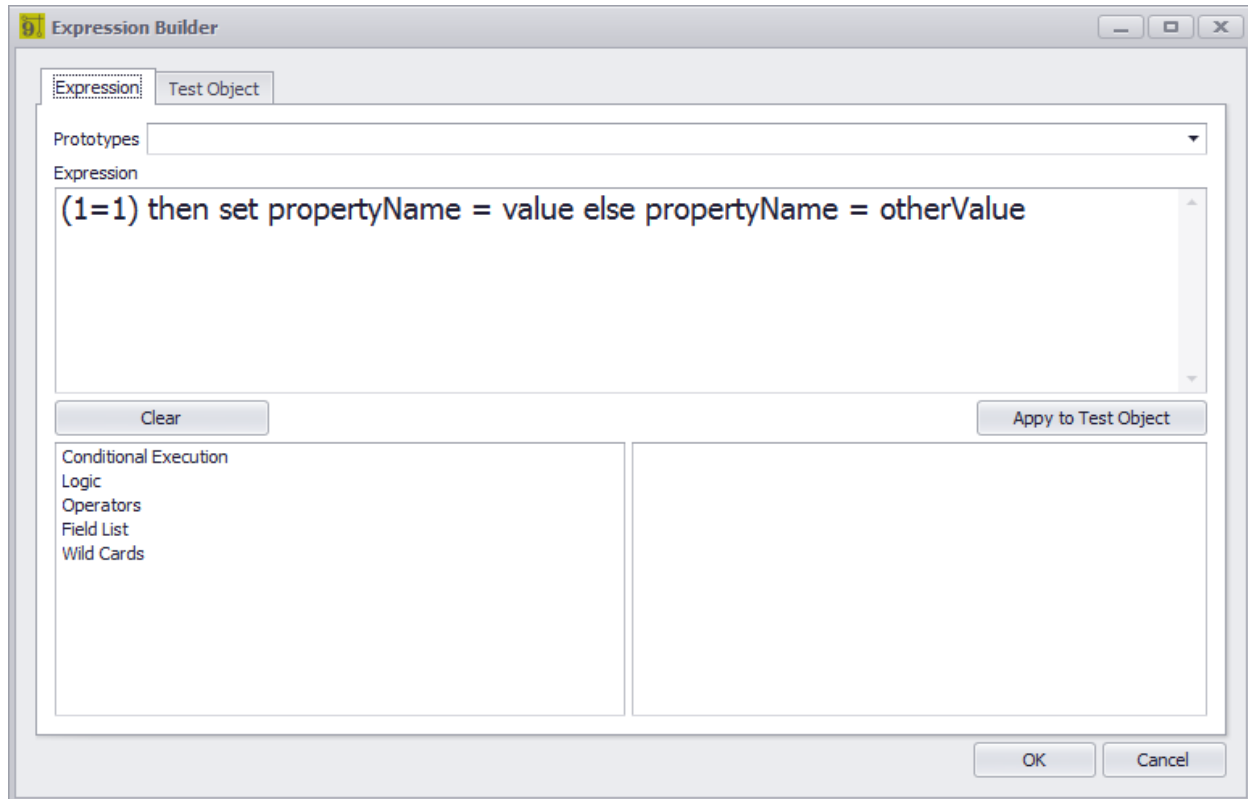 Expression Builder
Expression
Test Object
Prototypes
Expression
(1=1) then set propertyName = value else propertyName = otherValue
Clear
Appy to Test Object
Conditional Execution
Logic
Operators
Field List
Wild Cards
OK
Cancel